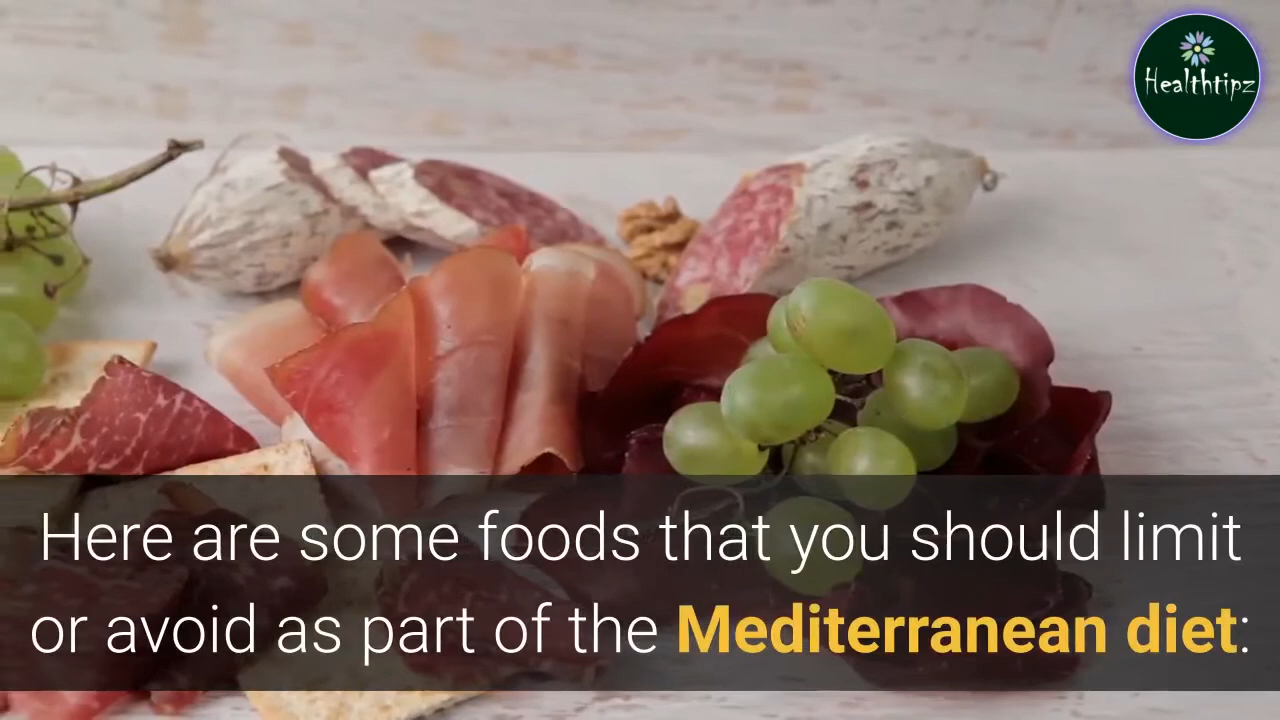 Healthtipz
Here are some foods that you should limit
or avoid as part of the Mediterranean diet: